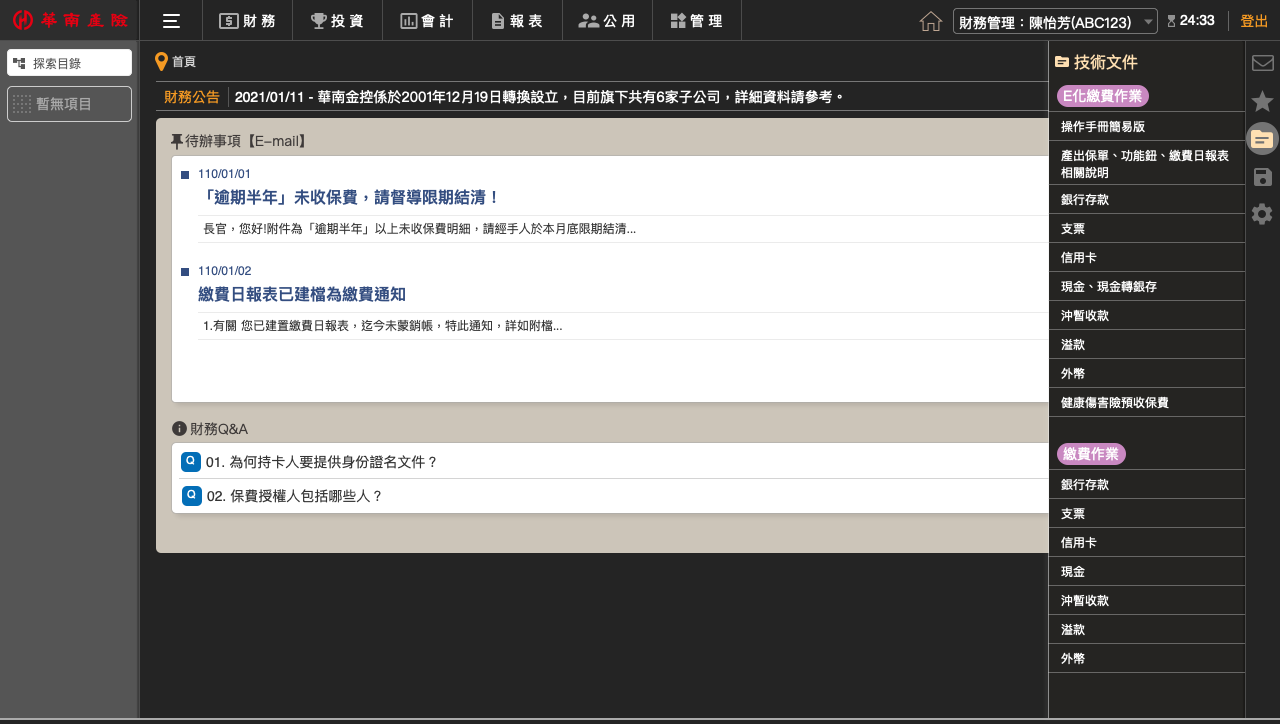 華南產險
財務
投資
會計
報表
公用
管理
財務管理：陳怡芳(ABC123)
24:33
登出
探索目錄
暫無項目
首頁
財務公告
2021/01/11 - 華南金控係於2001年12月19日轉換設立，目前旗下共有6家子公司，詳細資料請參考。
待辦事項【E-mail】
110/01/01
「逾期半年」未收保費，請督導限期結清！
長官，您好!附件為「逾期半年」以上未收保費明細，請經手人於本月底限期結清...
110/01/02
繳費日報表已建檔為繳費通知
1.有關 您已建置繳費日報表，迄今未蒙銷帳，特此通知，詳如附檔...
財務Q&A
Q 01. 為何持卡人要提供身份證名文件？
Q 02. 保費授權人包括哪些人？
技術文件
E化繳費作業
操作手冊簡易版
產出保單、功能鈕、繳費日報表
相關說明
銀行存款
支票
信用卡
現金、現金轉銀存
沖暫收款
溢款
外幣
健康傷害險預收保費
繳費作業
銀行存款
支票
信用卡
現金
沖暫收款
溢款
外幣